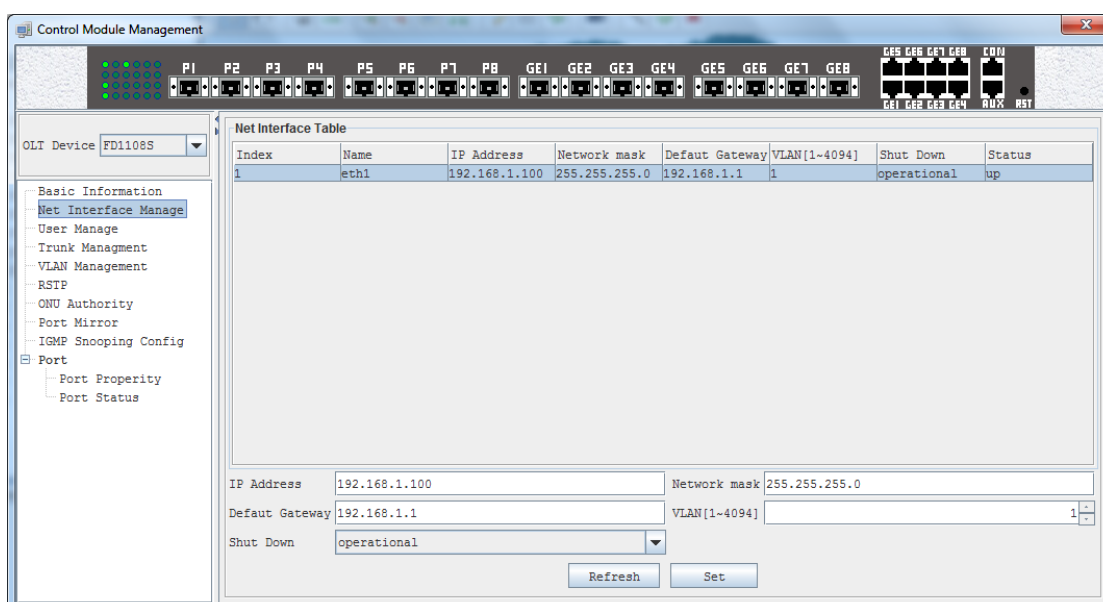 Control Module Management
GE5 GE6 GE7 GE8 CON
P1 P2 P3 P4 P5 P6 P7 P8 GE1 GE2 GE3 GE4 GE5 GE6 GE7 GE8
GE1 GE2 GE3 GE4 AUX RST
OLT Device FD1108S
Basic Information
Net Interface Manage
User Manage
Trunk Managment
VLAN Management
RSTP
ONU Authority
Port Mirror
IGMP Snooping Config
Port
Port Properity
Port Status
Net Interface Table
Index Name IP Address Network mask Defaut Gateway VLAN[1~4094] Shut Down Status
1 eth1 192.168.1.100 255.255.255.0 192.168.1.1 1 operational up
IP Address 192.168.1.100 Network mask 255.255.255.0
Defaut Gateway 192.168.1.1 VLAN[1~4094] 1
Shut Down operational
Refresh Set